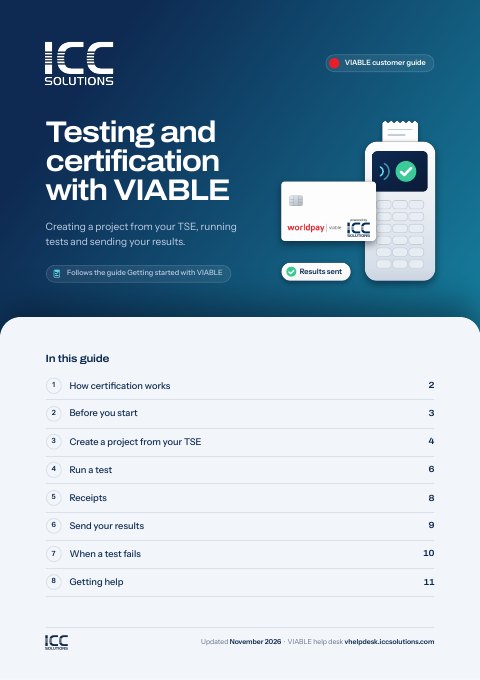 ICC
SOLUTIONS
VIABLE customer guide
Testing and
certification
with VIABLE
Creating a project from your TSE, running
tests and sending your results.
Follows the guide Getting started with VIABLE
worldpay | viable
ICC
SOLUTIONS
Results sent
In this guide
1 How certification works 2
2 Before you start 3
3 Create a project from your TSE 4
4 Run a test 6
5 Receipts 8
6 Send your results 9
7 When a test fails 10
8 Getting help 11
ICC
SOLUTIONS
Updated November 2026 · VIABLE help desk vhelpdesk.iccsolutions.com